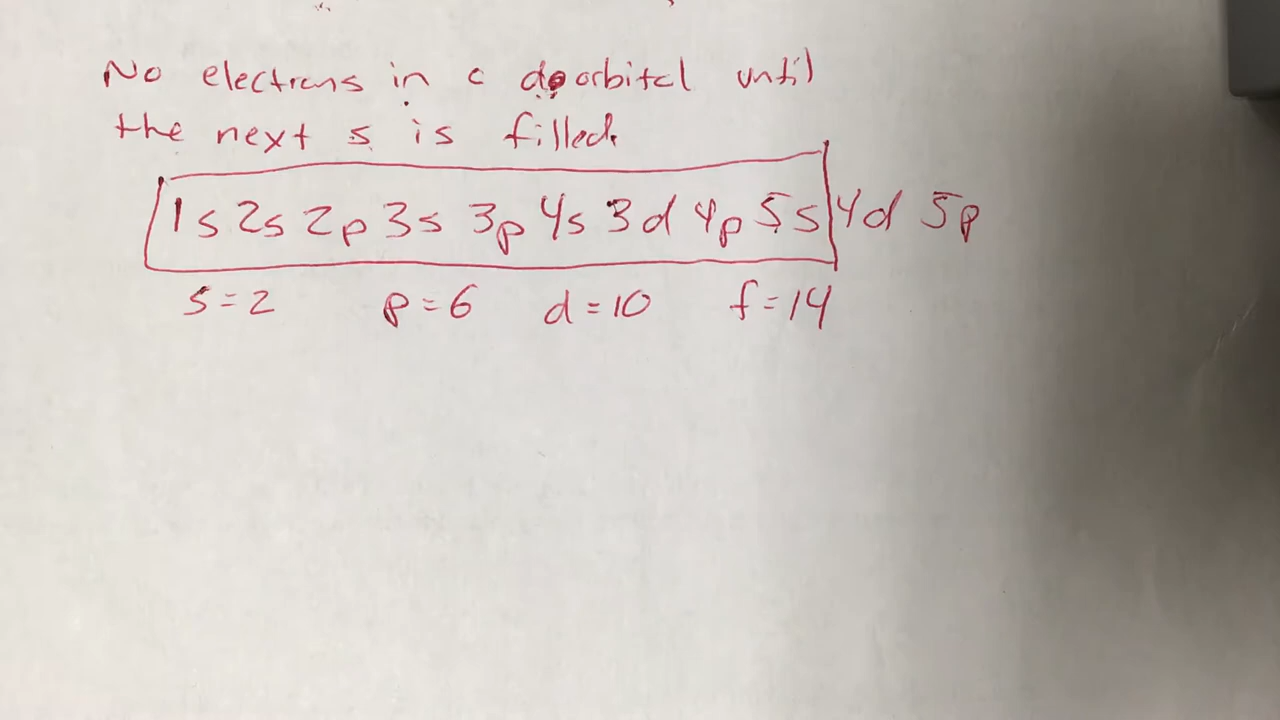 No electrons in a d orbital until
the next s is filled.
1s 2s 2p 3s 3p 4s 3d 4p 5s 4d 5p
s=2 p=6 d=10 f=14